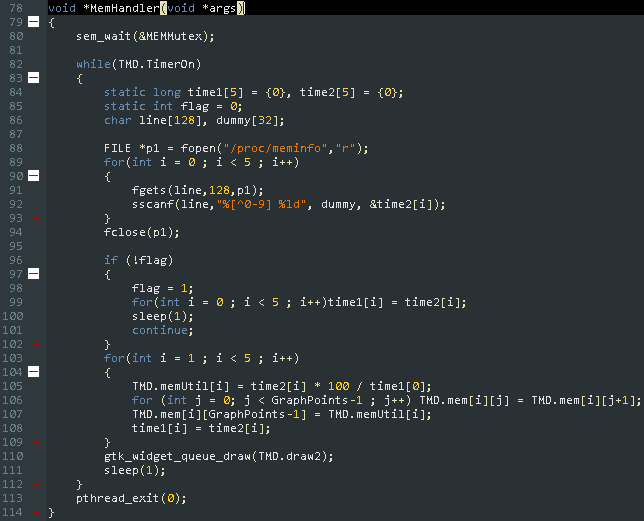 78 void *MemHandler(void *args)
79 {
80     sem_wait(&MEMMutex);
81
82     while(TMD.TimerOn)
83     {
84         static long time1[5] = {0}, time2[5] = {0};
85         static int flag = 0;
86         char line[128], dummy[32];
87
88         FILE *p1 = fopen("/proc/meminfo","r");
89         for(int i = 0 ; i < 5 ; i++)
90         {
91             fgets(line,128,p1);
92             sscanf(line,"%[^0-9] %ld", dummy, &time2[i]);
93         }
94         fclose(p1);
95
96         if (!flag)
97         {
98             flag = 1;
99             for(int i = 0 ; i < 5 ; i++)time1[i] = time2[i];
100             sleep(1);
101             continue;
102         }
103         for(int i = 1 ; i < 5 ; i++)
104         {
105             TMD.memUtil[i] = time2[i] * 100 / time1[0];
106             for (int j = 0; j < GraphPoints-1 ; j++) TMD.mem[i][j] = TMD.mem[i][j+1];
107             TMD.mem[i][GraphPoints-1] = TMD.memUtil[i];
108             time1[i] = time2[i];
109         }
110         gtk_widget_queue_draw(TMD.draw2);
111         sleep(1);
112     }
113     pthread_exit(0);
114 }